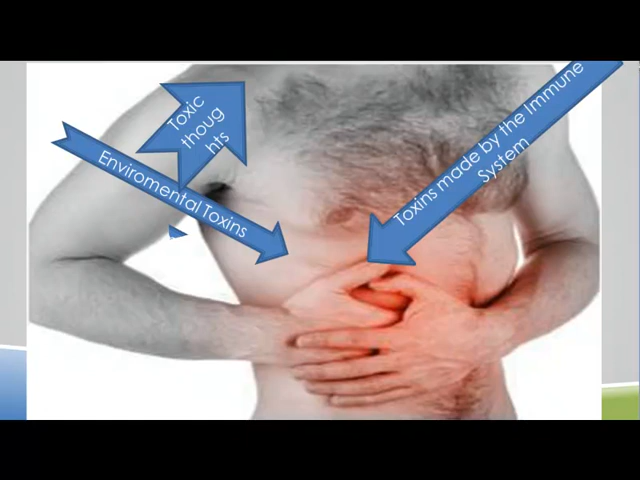 Toxic
thoug
hts
Enviromental Toxins
Toxins made by the Immune
System